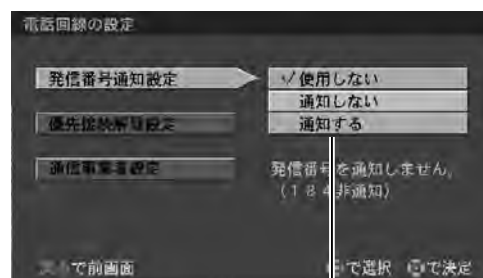 電話回線の設定
発信番号通知設定
✓使用しない
通知しない
通知する
優先接続解除設定
通信事業者設定
発信番号を通知しません。
(184非通知)
で前画面
で選択
で決定